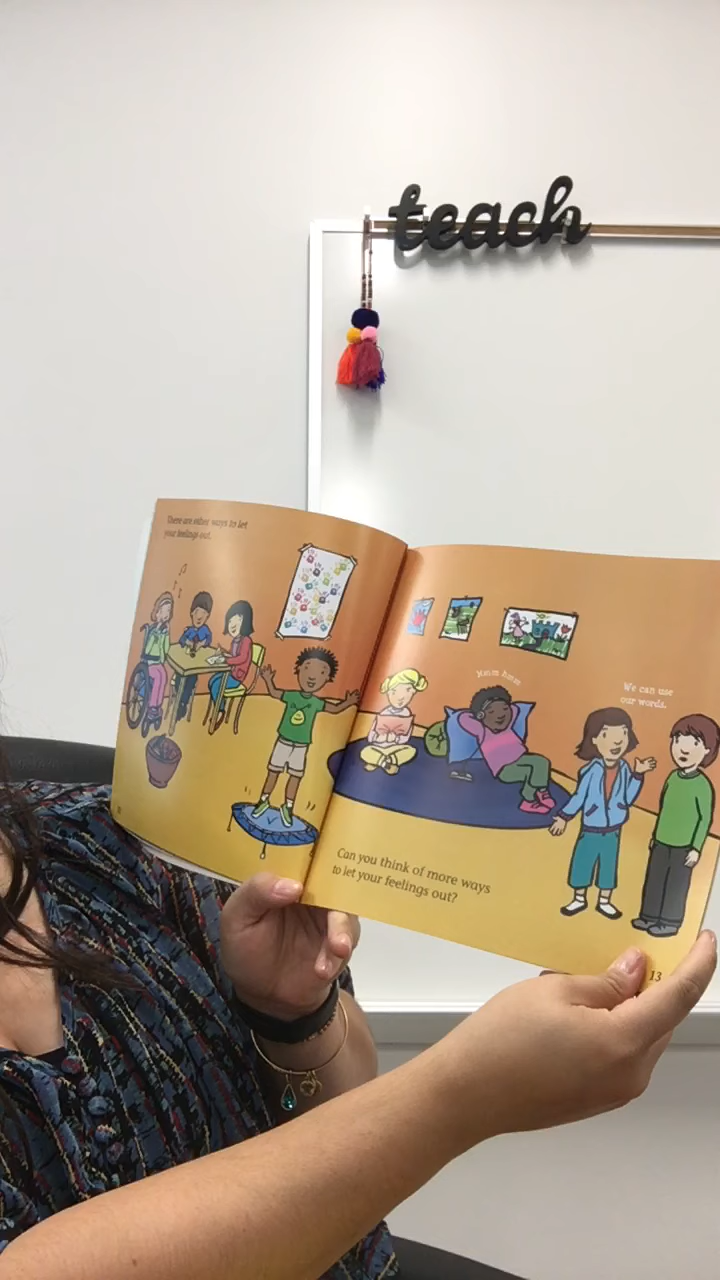 teach
There are other ways to let
your feelings out.
Hmm hmm
We can use
our words.
Can you think of more ways
to let your feelings out?
13